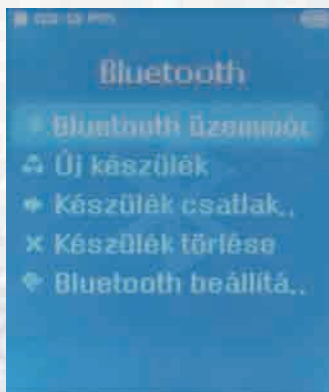 Bluetooth
Bluetooth üzemmód
Új készülék
Készülék csatlak..
Készülék törlése
Bluetooth beállítá..